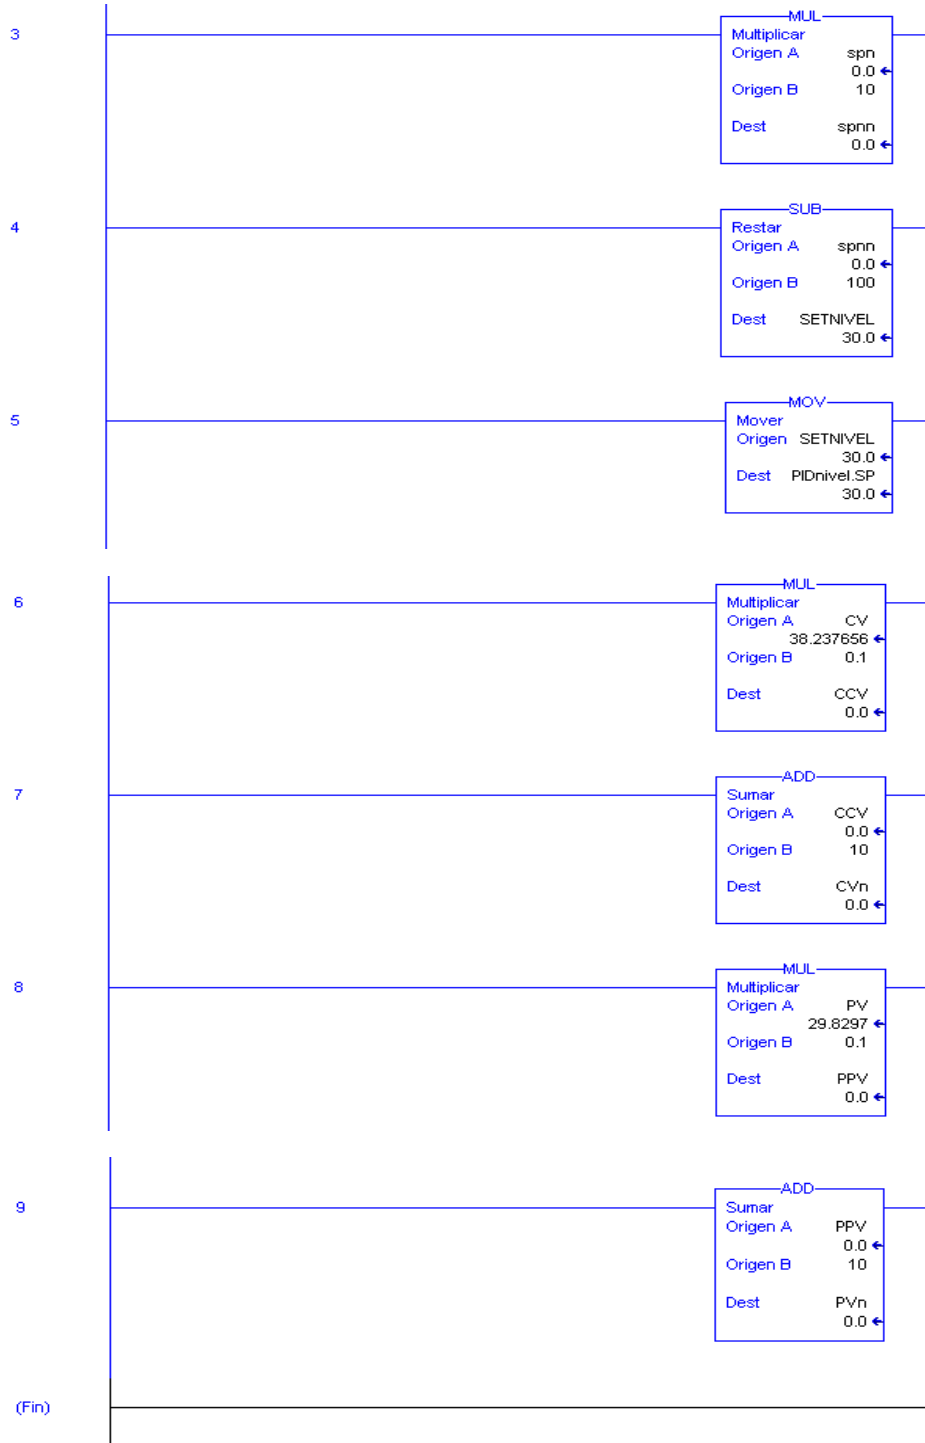 3
MUL
Multiplicar
Origen A spn
0.0
Origen B 10
Dest spnn
0.0
4
SUB
Restar
Origen A spnn
0.0
Origen B 100
Dest SETNIVEL
30.0
5
MOV
Mover
Origen SETNIVEL
30.0
Dest PIDnivel.SP
30.0
6
MUL
Multiplicar
Origen A CV
38.237656
Origen B 0.1
Dest CCV
0.0
7
ADD
Sumar
Origen A CCV
0.0
Origen B 10
Dest CVn
0.0
8
MUL
Multiplicar
Origen A PV
29.8297
Origen B 0.1
Dest PPV
0.0
9
ADD
Sumar
Origen A PPV
0.0
Origen B 10
Dest PVn
0.0
(Fin)